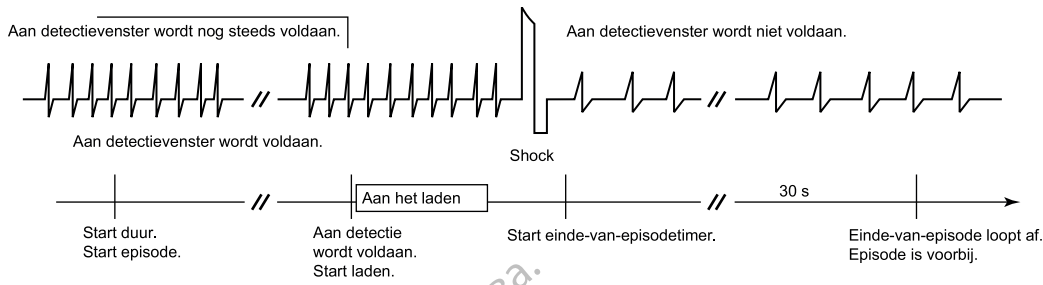 Aan detectievenster wordt nog steeds voldaan.
Aan detectievenster wordt niet voldaan.
Aan detectievenster wordt voldaan.
Shock
Aan het laden
30 s
Start duur.
Start episode.
Aan detectie
wordt voldaan.
Start laden.
Start einde-van-episodetimer.
Einde-van-episode loopt af.
Episode is voorbij.